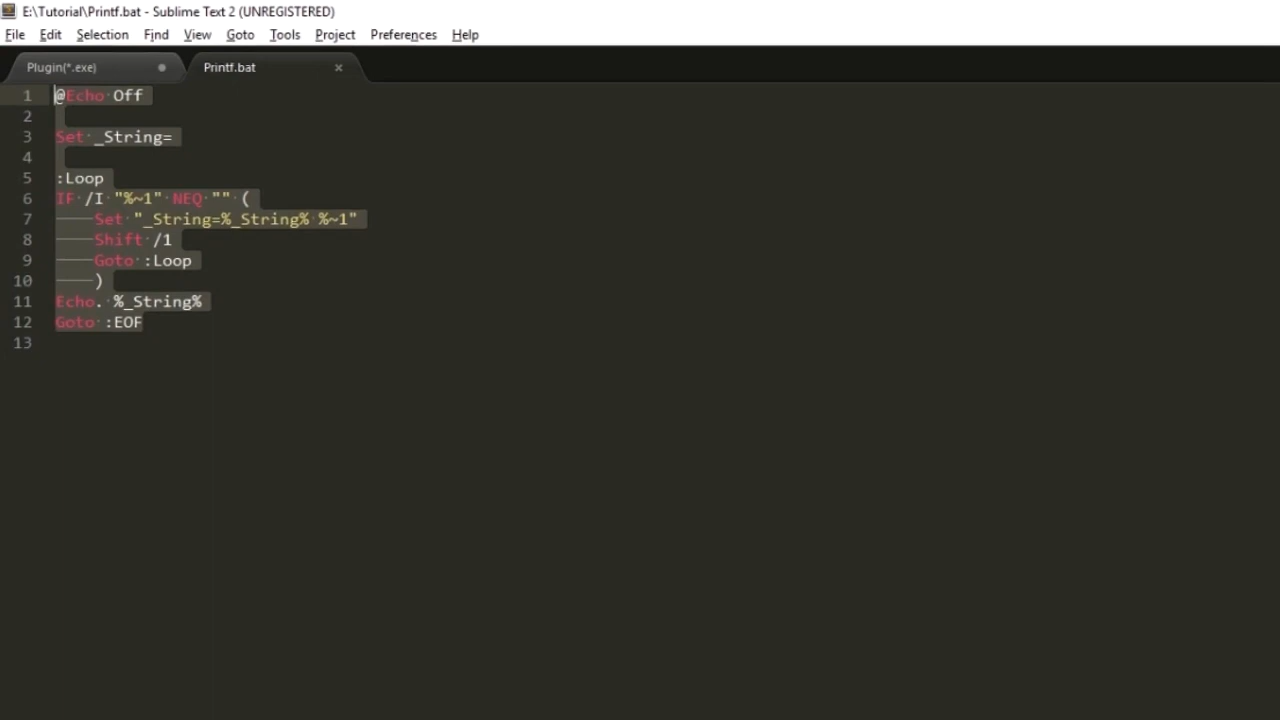 E:\Tutorial\Printf.bat - Sublime Text 2 (UNREGISTERED)
File Edit Selection Find View Goto Tools Project Preferences Help
Plugin(*.exe) Printf.bat
1 @Echo Off
2
3 Set _String=
4
5 :Loop
6 IF /I "%~1" NEQ "" (
7 Set "_String=%_String% %~1"
8 Shift /1
9 Goto :Loop
10 )
11 Echo. %_String%
12 Goto :EOF
13